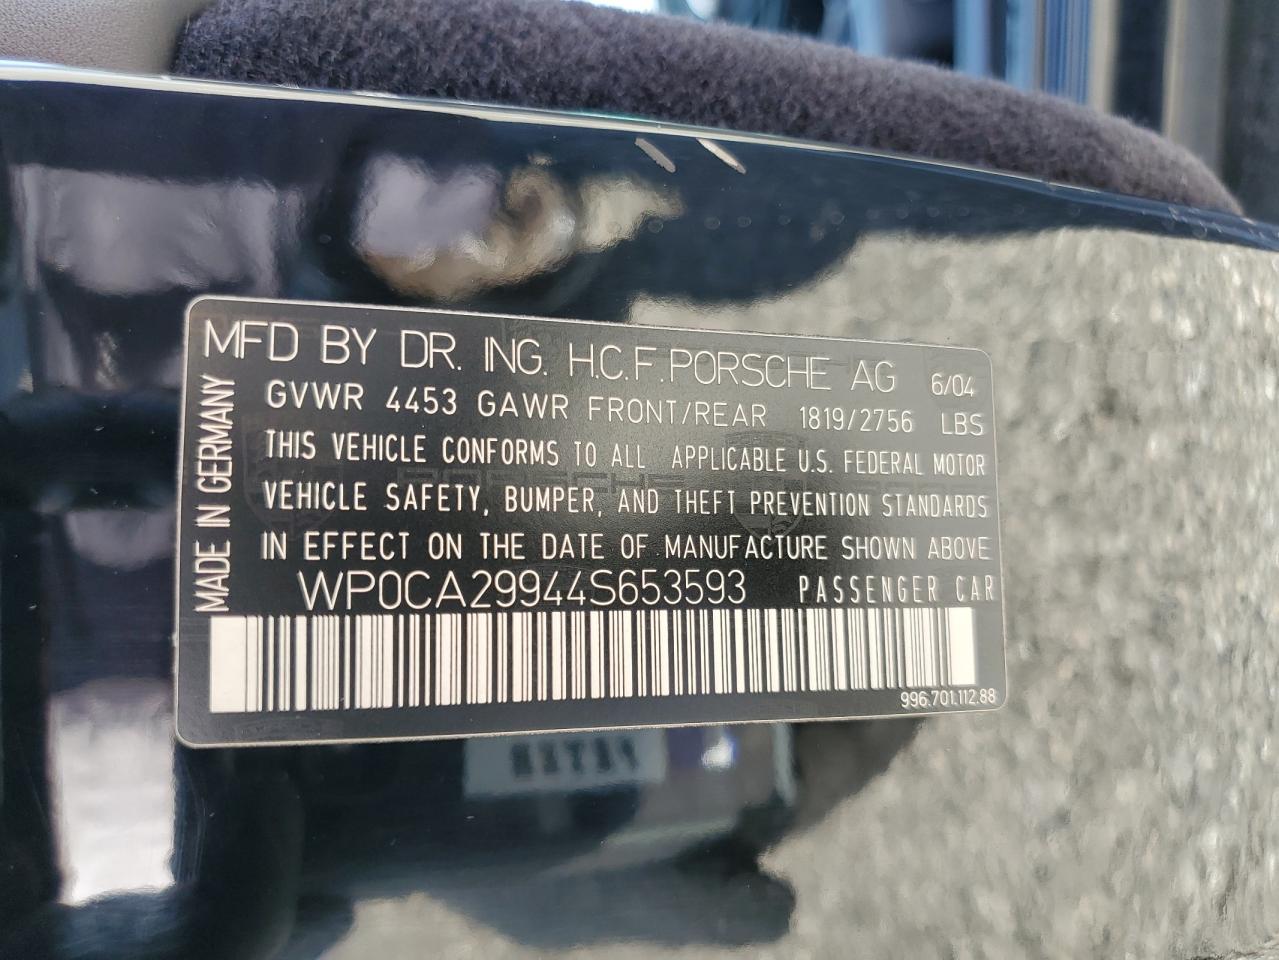 MFD BY DR. ING. H.C.F. PORSCHE AG 6/04
GVWR 4453 GAWR FRONT/REAR 1819/2756 LBS
THIS VEHICLE CONFORMS TO ALL APPLICABLE U.S. FEDERAL MOTOR
VEHICLE SAFETY, BUMPER, AND THEFT PREVENTION STANDARDS
IN EFFECT ON THE DATE OF MANUFACTURE SHOWN ABOVE
WP0CA29944S653593 PASSENGER CAR
996.701.112.88
MADE IN GERMANY
PORSCHE